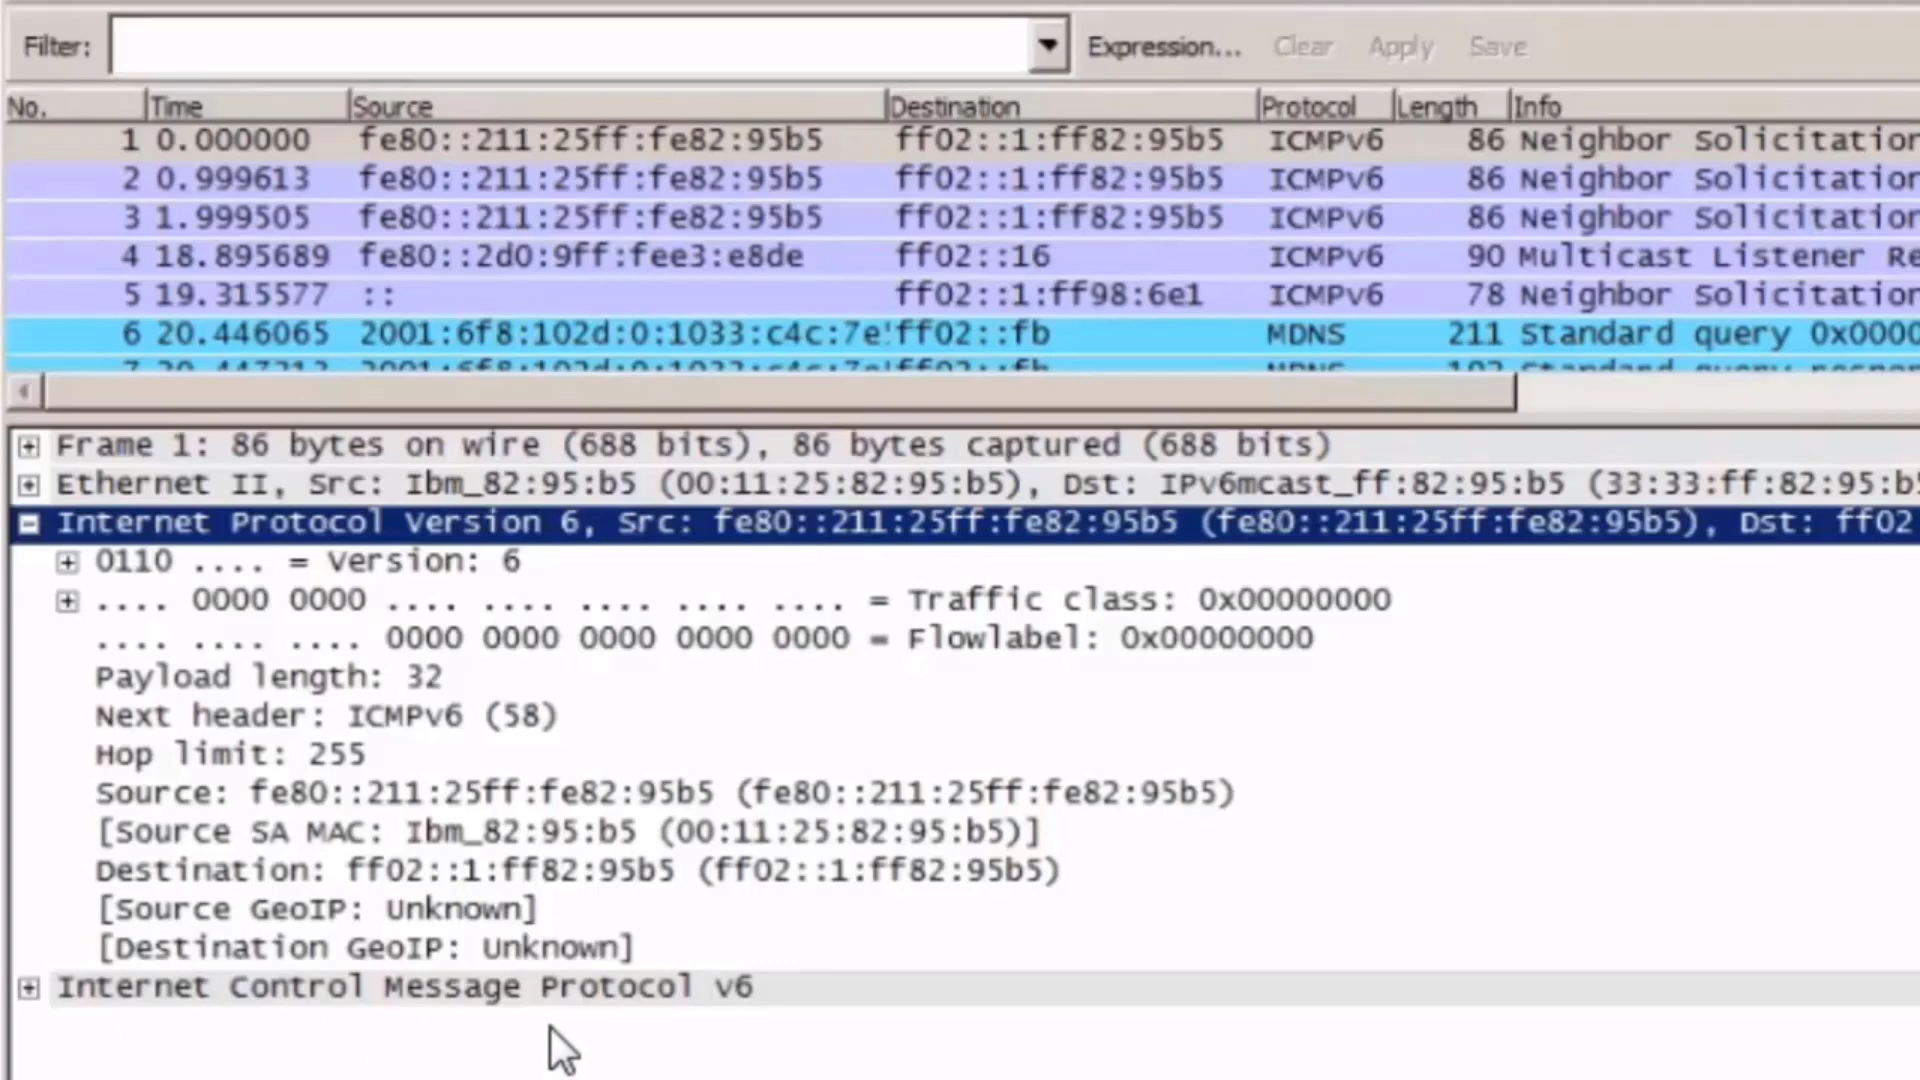 Filter: Expression... Clear Apply Save
No. Time Source Destination Protocol Length Info
1 0.000000 fe80::211:25ff:fe82:95b5 ff02::1:ff82:95b5 ICMPv6 86 Neighbor Solicitation
2 0.999613 fe80::211:25ff:fe82:95b5 ff02::1:ff82:95b5 ICMPv6 86 Neighbor Solicitation
3 1.999505 fe80::211:25ff:fe82:95b5 ff02::1:ff82:95b5 ICMPv6 86 Neighbor Solicitation
4 18.895689 fe80::2d0:9ff:fee3:e8de ff02::16 ICMPv6 90 Multicast Listener Re
5 19.315577 :: ff02::1:ff98:6e1 ICMPv6 78 Neighbor Solicitation
6 20.446065 2001:6f8:102d:0:1033:c4c:7e ff02::fb MDNS 211 Standard query 0x0000
Frame 1: 86 bytes on wire (688 bits), 86 bytes captured (688 bits)
Ethernet II, Src: Ibm_82:95:b5 (00:11:25:82:95:b5), Dst: IPv6mcast_ff:82:95:b5 (33:33:ff:82:95:b5
Internet Protocol Version 6, Src: fe80::211:25ff:fe82:95b5 (fe80::211:25ff:fe82:95b5), Dst: ff02
0110 .... = Version: 6
.... 0000 0000 .... .... .... .... .... = Traffic class: 0x00000000
.... .... .... 0000 0000 0000 0000 0000 = Flowlabel: 0x00000000
Payload length: 32
Next header: ICMPv6 (58)
Hop limit: 255
Source: fe80::211:25ff:fe82:95b5 (fe80::211:25ff:fe82:95b5)
[Source SA MAC: Ibm_82:95:b5 (00:11:25:82:95:b5)]
Destination: ff02::1:ff82:95b5 (ff02::1:ff82:95b5)
[Source GeoIP: Unknown]
[Destination GeoIP: Unknown]
Internet Control Message Protocol v6